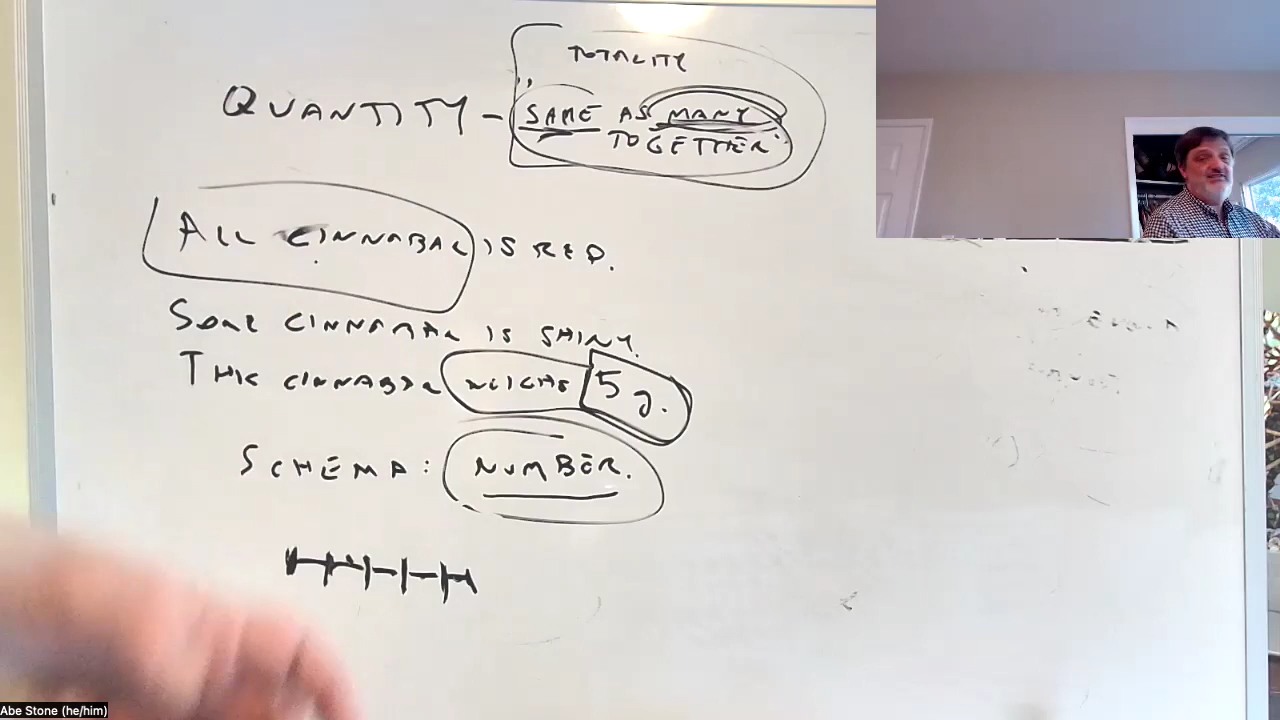 TOTALITY
QUANTITY - "SAME AS MANY
TOGETHER"
ALL CINNABAR IS RED.
SOME CINNABAR IS SHINY.
THIS CINNABAR WEIGHS 5 g.
SCHEMA: NUMBER.
Abe Stone (he/him)